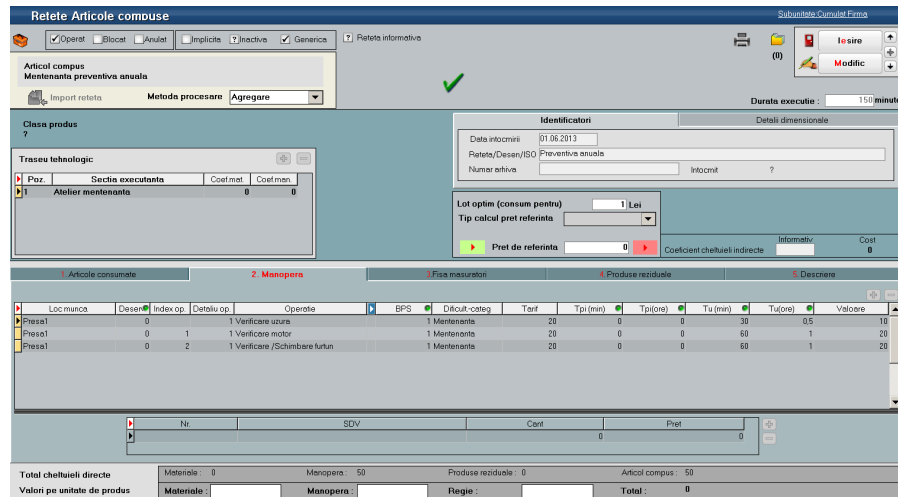 Retete Articole compuse
Subunitate:Cumulat Firma
Operat Blocat Anulat Implicita ? Inactiva Generica ? Reteta informativa
(0)
Iesire
Modific
Articol compus
Mentenanta preventiva anuala
Import reteta Metoda procesare Agregare
Durata executie : 150 minute
Clasa produs
?
Identificatori Detalii dimensionale
Data intocmirii 01.06.2013
Reteta/Desen/ISO Preventiva anuala
Numar arhiva Intocmit ?
Traseu tehnologic
Poz. Sectia executanta Coef.mat. Coef.man.
1 Atelier mentenanta 0 0
Lot optim (consum pentru) 1 Lei
Tip calcul pret referinta
Pret de referinta 0
Coeficient cheltuieli indirecte
Informativ
Cost
0
1. Articole consumate 2. Manopera 3.Fisa masuratori 4. Produse reziduale 5. Descriere
Loc munca Desen Index op. Detaliu op. Operatie BPS Dificult-categ Tarif Tpi (min) Tpi(ore) Tu (min) Tu(ore) Valoare
Presa1 0 1 Verificare uzura 1 Mentenanta 20 0 0 30 0,5 10
Presa1 0 1 1 Verificare motor 1 Mentenanta 20 0 0 60 1 20
Presa1 0 2 1 Verificare /Schimbare furtun 1 Mentenanta 20 0 0 60 1 20
Nr. SDV Cant Pret
0 0
Total cheltuieli directe Materiale : 0 Manopera : 50 Produse reziduale : 0 Articol compus : 50
Valori pe unitate de produs Materiale : Manopera : Regie : Total : 0